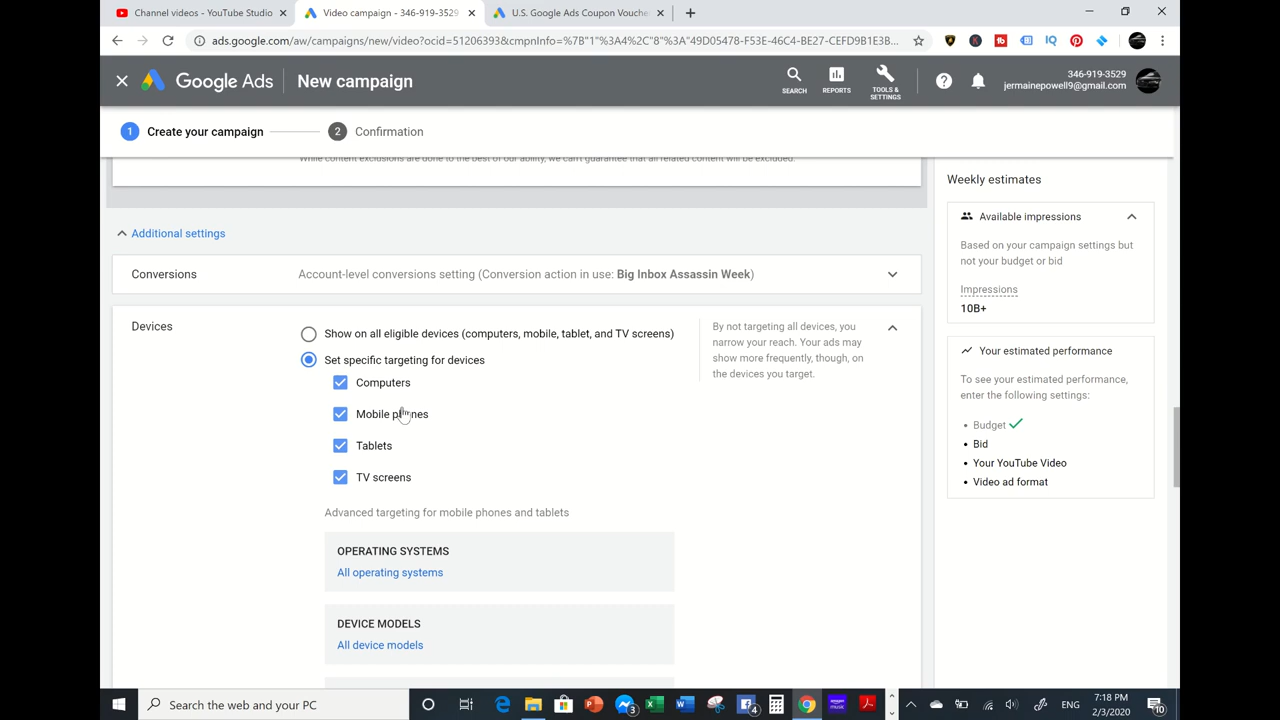 Channel videos - YouTube Studio
Video campaign - 346-919-3529
U.S. Google Ads Coupon Vouche
ads.google.com/aw/campaigns/new/video?ocid=51206393&cmpnInfo=%7B"1"%3A4%2C"8"%3A"49D05478-F53E-46C4-BE27-CEFD9B1E3B...
Google Ads
New campaign
SEARCH
REPORTS
TOOLS &
SETTINGS
346-919-3529
jermainepowell9@gmail.com
1 Create your campaign
2 Confirmation
While content exclusions are done to the best of our ability, we can't guarantee that all related content will be excluded.
Additional settings
Conversions
Account-level conversions setting (Conversion action in use: Big Inbox Assassin Week)
Devices
Show on all eligible devices (computers, mobile, tablet, and TV screens)
Set specific targeting for devices
Computers
Mobile phones
Tablets
TV screens
Advanced targeting for mobile phones and tablets
OPERATING SYSTEMS
All operating systems
DEVICE MODELS
All device models
By not targeting all devices, you
narrow your reach. Your ads may
show more frequently, though, on
the devices you target.
Weekly estimates
Available impressions
Based on your campaign settings but
not your budget or bid
Impressions
10B+
Your estimated performance
To see your estimated performance,
enter the following settings:
• Budget
• Bid
• Your YouTube Video
• Video ad format
Search the web and your PC
3
4
ENG
7:18 PM
2/3/2020
10